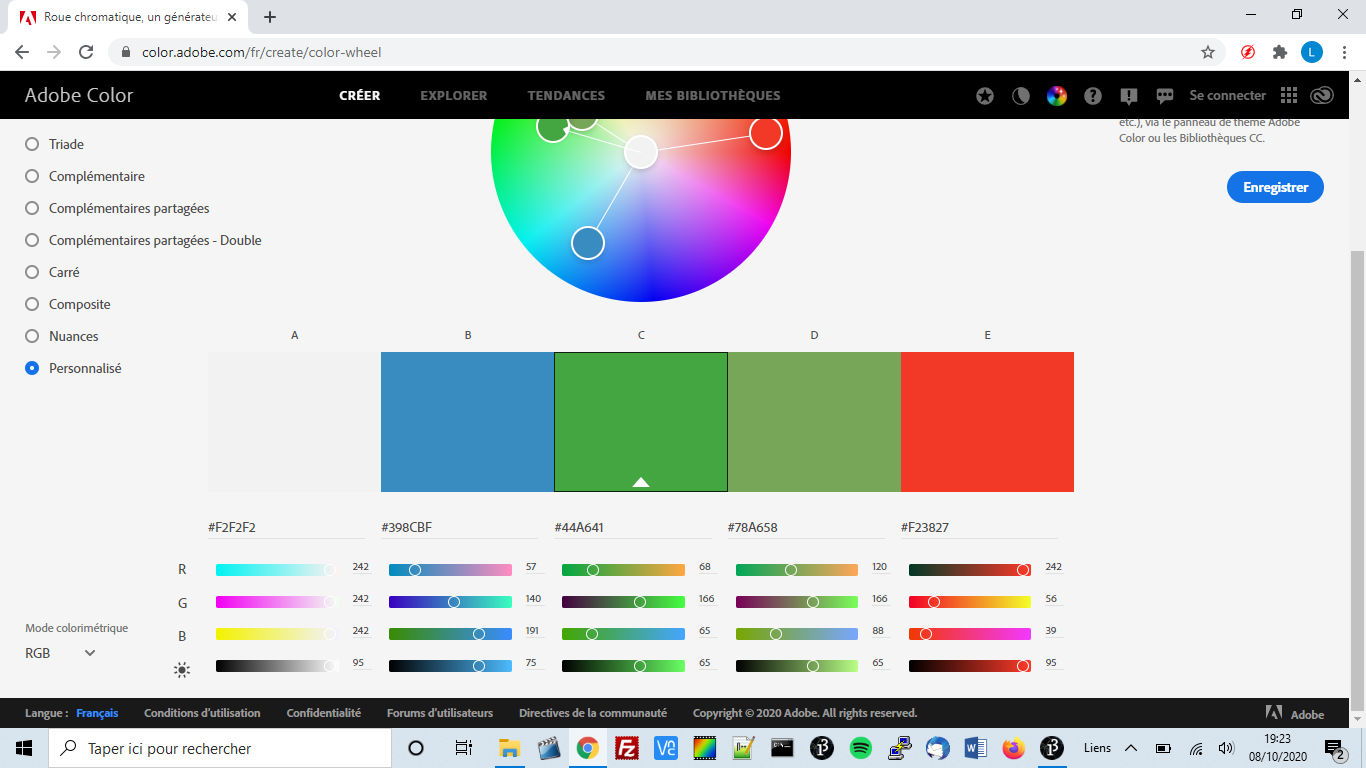 Roue chromatique, un générateu
color.adobe.com/fr/create/color-wheel
L
Adobe Color
CRÉER
EXPLORER
TENDANCES
MES BIBLIOTHÈQUES
Se connecter
etc.), via le panneau de thème Adobe
Color ou les Bibliothèques CC.
Enregistrer
Triade
Complémentaire
Complémentaires partagées
Complémentaires partagées - Double
Carré
Composite
Nuances
Personnalisé
A B C D E
#F2F2F2 #398CBF #44A641 #78A658 #F23827
R 242 57 68 120 242
G 242 140 166 166 56
B 242 191 65 88 39
95 75 65 65 95
Mode colorimétrique
RGB
Langue : Français Conditions d'utilisation Confidentialité Forums d'utilisateurs Directives de la communauté Copyright © 2020 Adobe. All rights reserved. Adobe
Taper ici pour rechercher
Liens
19:23
08/10/2020
2